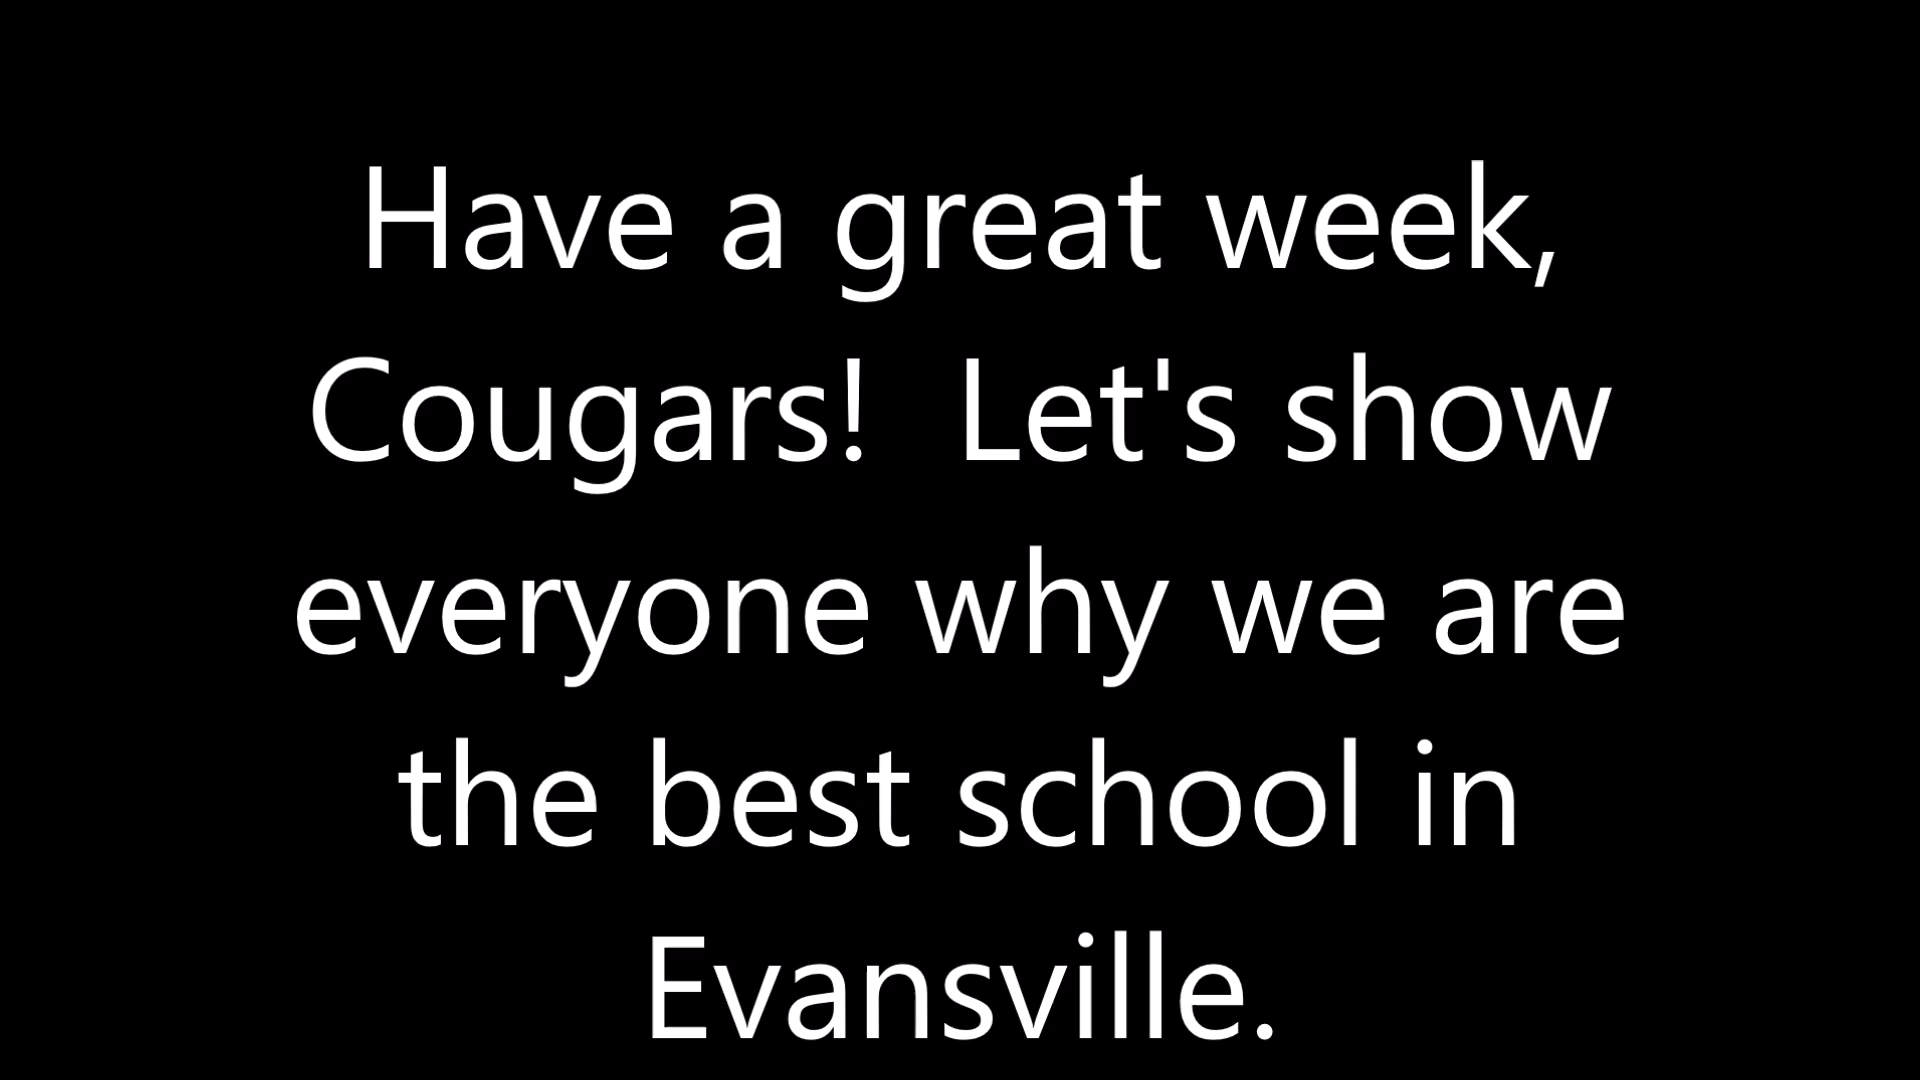 Have a great week,
Cougars!  Let's show
everyone why we are
the best school in
Evansville.